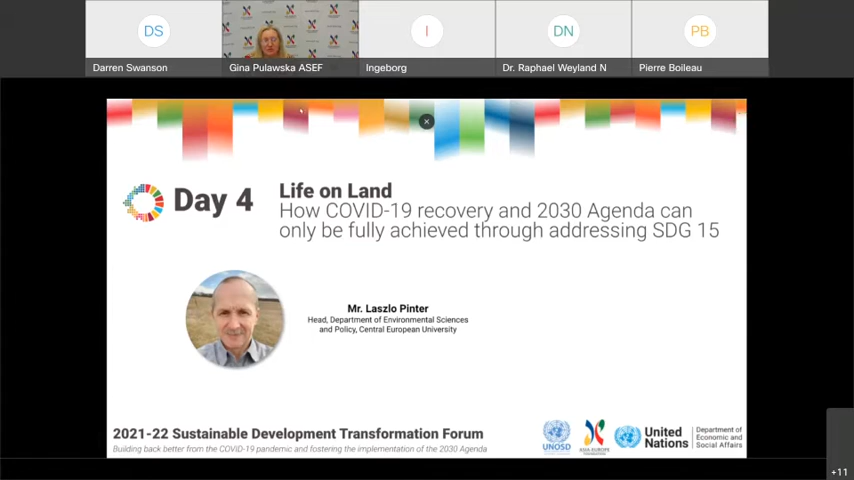 DS
I
DN
PB
Darren Swanson
Gina Pulawska ASEF
Ingeborg
Dr. Raphael Weyland N
Pierre Boileau
Day 4
Life on Land
How COVID-19 recovery and 2030 Agenda can
only be fully achieved through addressing SDG 15
Mr. Laszlo Pinter
Head, Department of Environmental Sciences
and Policy, Central European University
2021-22 Sustainable Development Transformation Forum
Building back better from the COVID-19 pandemic and fostering the implementation of the 2030 Agenda
UNOSD
ASIA-EUROPE
FOUNDATION
United
Nations
Department of
Economic and
Social Affairs
+11